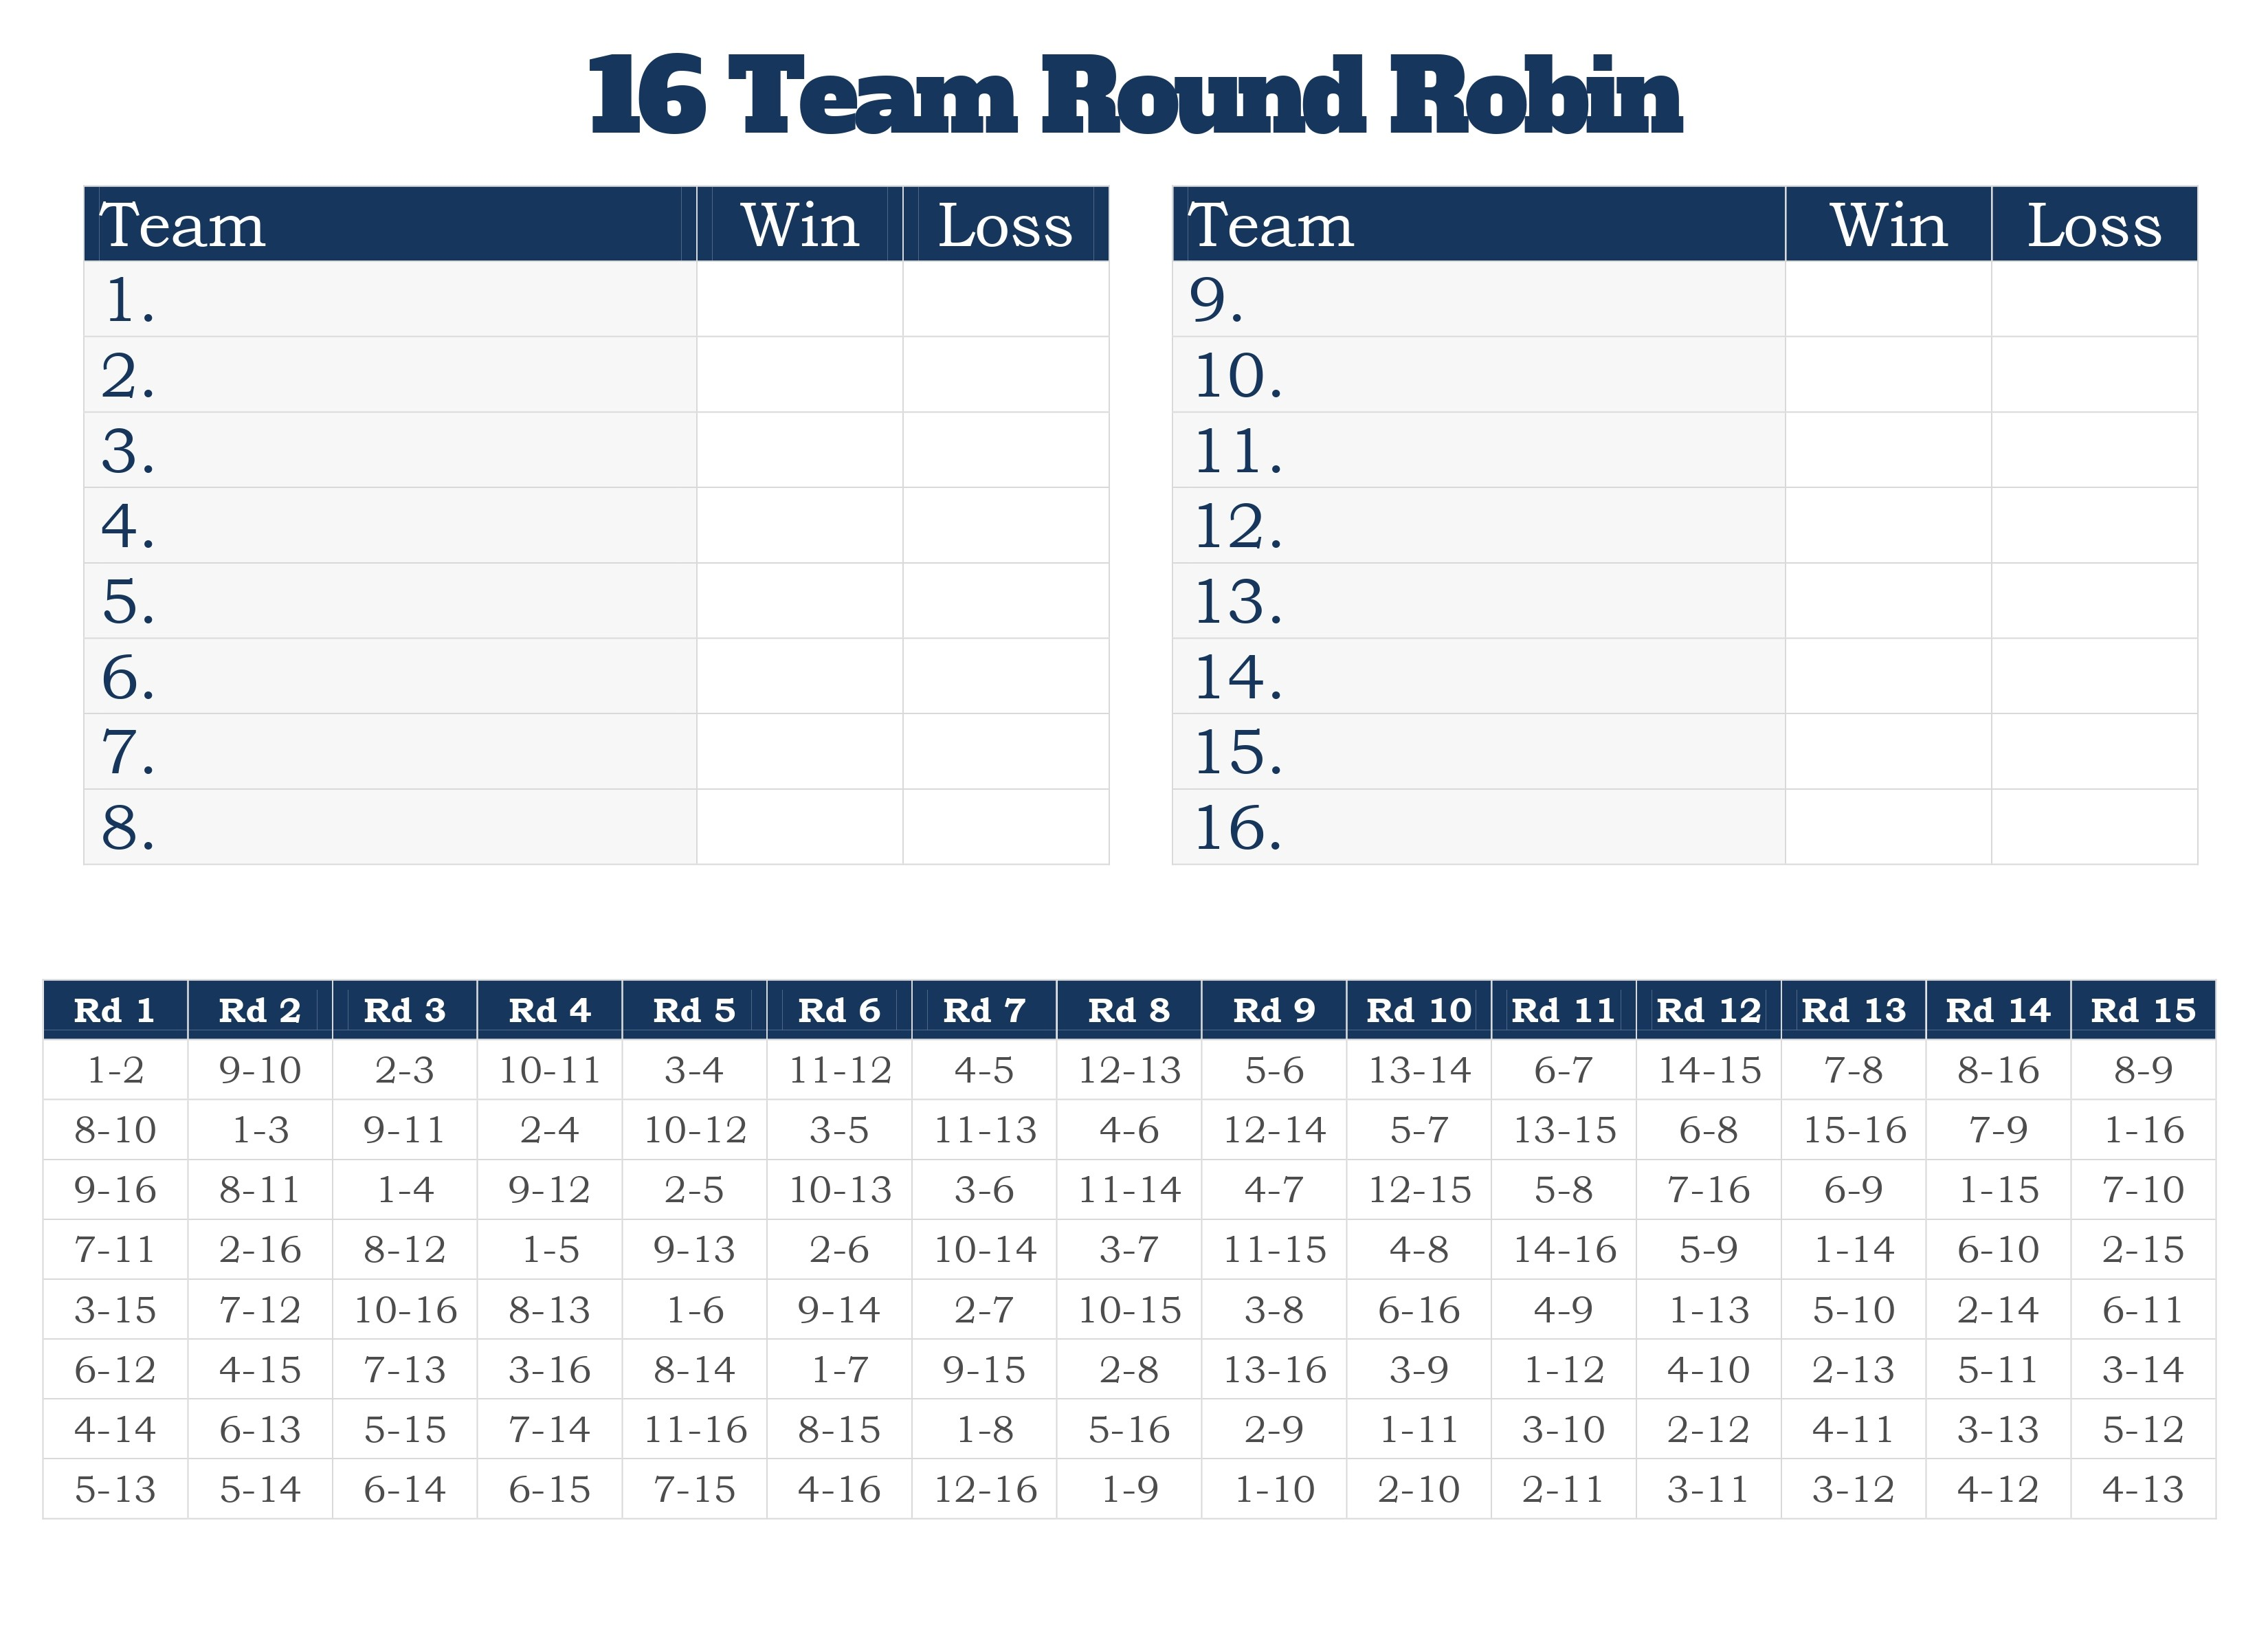 16 Team Round Robin
Team Win Loss
1.
2.
3.
4.
5.
6.
7.
8.
Team Win Loss
9.
10.
11.
12.
13.
14.
15.
16.
Rd 1 Rd 2 Rd 3 Rd 4 Rd 5 Rd 6 Rd 7 Rd 8 Rd 9 Rd 10 Rd 11 Rd 12 Rd 13 Rd 14 Rd 15
1-2 9-10 2-3 10-11 3-4 11-12 4-5 12-13 5-6 13-14 6-7 14-15 7-8 8-16 8-9
8-10 1-3 9-11 2-4 10-12 3-5 11-13 4-6 12-14 5-7 13-15 6-8 15-16 7-9 1-16
9-16 8-11 1-4 9-12 2-5 10-13 3-6 11-14 4-7 12-15 5-8 7-16 6-9 1-15 7-10
7-11 2-16 8-12 1-5 9-13 2-6 10-14 3-7 11-15 4-8 14-16 5-9 1-14 6-10 2-15
3-15 7-12 10-16 8-13 1-6 9-14 2-7 10-15 3-8 6-16 4-9 1-13 5-10 2-14 6-11
6-12 4-15 7-13 3-16 8-14 1-7 9-15 2-8 13-16 3-9 1-12 4-10 2-13 5-11 3-14
4-14 6-13 5-15 7-14 11-16 8-15 1-8 5-16 2-9 1-11 3-10 2-12 4-11 3-13 5-12
5-13 5-14 6-14 6-15 7-15 4-16 12-16 1-9 1-10 2-10 2-11 3-11 3-12 4-12 4-13